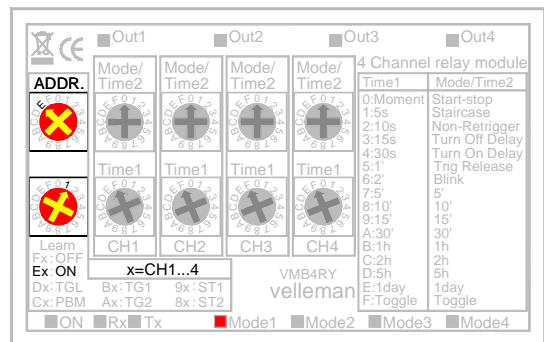 Out1 Out2 Out3 Out4
4 Channel relay module
ADDR.
Mode/Time2 Mode/Time2 Mode/Time2 Mode/Time2
Time1 Mode/Time2
0:Moment Start-stop
1:5s Staircase
2:10s Non-Retrigger
3:15s Turn Off Delay
4:30s Turn On Delay
5:1' Trig Release
6:2' Blink
7:5' 5'
8:10' 10'
9:15' 15'
A:30' 30'
B:1h 1h
C:2h 2h
D:5h 5h
E:1day 1day
F:Toggle Toggle
Time1 Time1 Time1 Time1
Learn CH1 CH2 CH3 CH4
Fx:OFF
Ex:ON x=CH1...4
Dx:TGL Bx:TG1 9x:ST1
Cx:PBM Ax:TG2 8x:ST2
VMB4RY
velleman
ON Rx Tx Mode1 Mode2 Mode3 Mode4